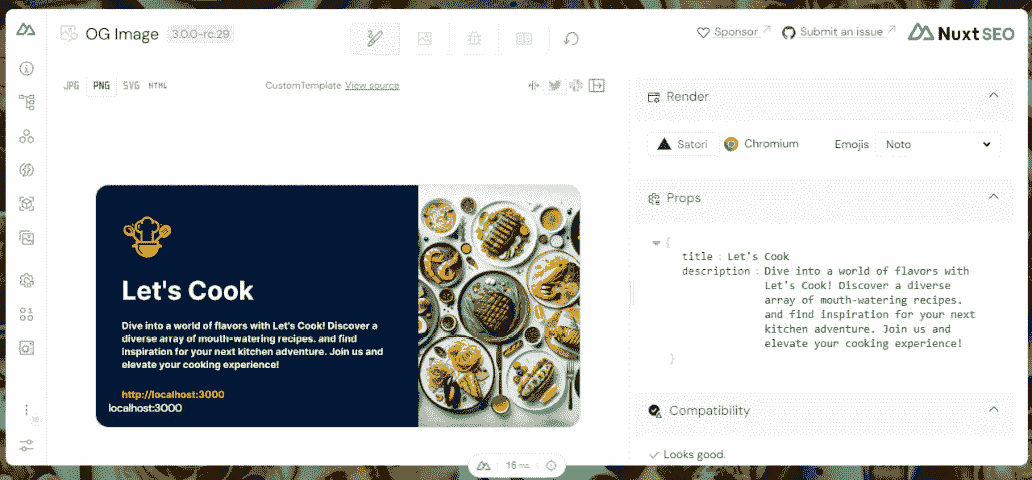 OG Image 3.0.0-rc.29
Sponsor Submit an issue NuxtSEO
JPG PNG SVG HTML
CustomTemplate View source
Let's Cook
Dive into a world of flavors with Let's Cook! Discover a
diverse array of mouth-watering recipes. and find
inspiration for your next kitchen adventure. Join us and
elevate your cooking experience!
http://localhost:3000
localhost:3000
Render
Satori Chromium Emojis Noto
Props
{
title : Let's Cook
description : Dive into a world of flavors with
Let's Cook! Discover a diverse
array of mouth-watering recipes.
and find inspiration for your next
kitchen adventure. Join us and
elevate your cooking experience!
}
Compatibility
Looks good.
16 ms